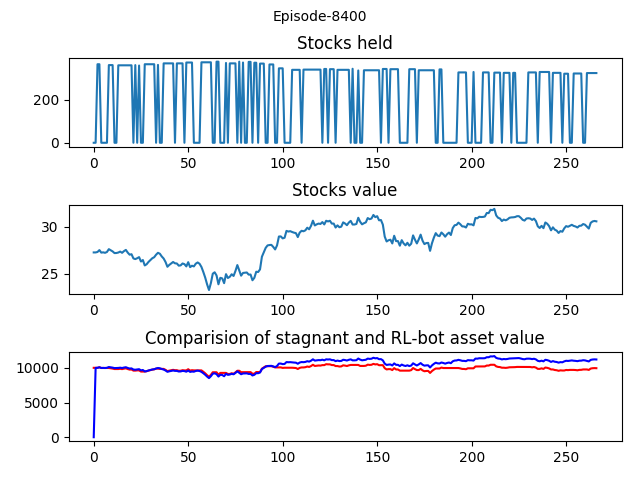 Episode-8400
Stocks held
200
0
0 50 100 150 200 250
Stocks value
30
25
0 50 100 150 200 250
Comparision of stagnant and RL-bot asset value
10000
5000
0
0 50 100 150 200 250